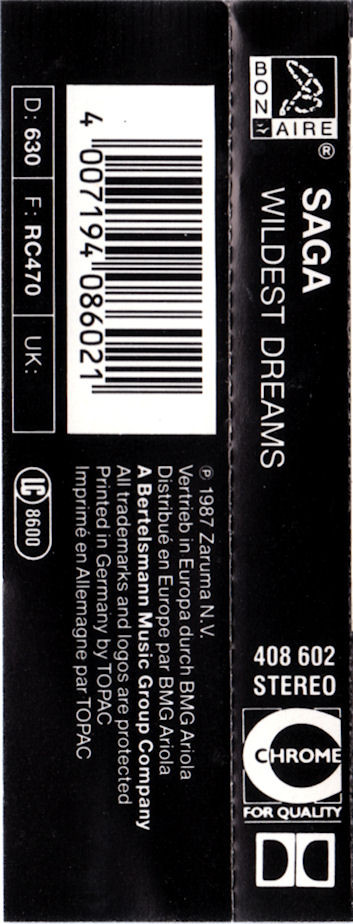 BON
AIRE
®
SAGA
WILDEST DREAMS
408 602
STEREO
CHROME
FOR QUALITY
4 007194 086021
D: 630
F: RC470
UK:
LC 8600
℗ 1987 Zaruma N.V.
Vertrieb in Europa durch BMG Ariola
Distribué en Europe par BMG Ariola
A Bertelsmann Music Group Company
All trademarks and logos are protected
Printed in Germany by TOPAC
Imprimé en Allemagne par TOPAC